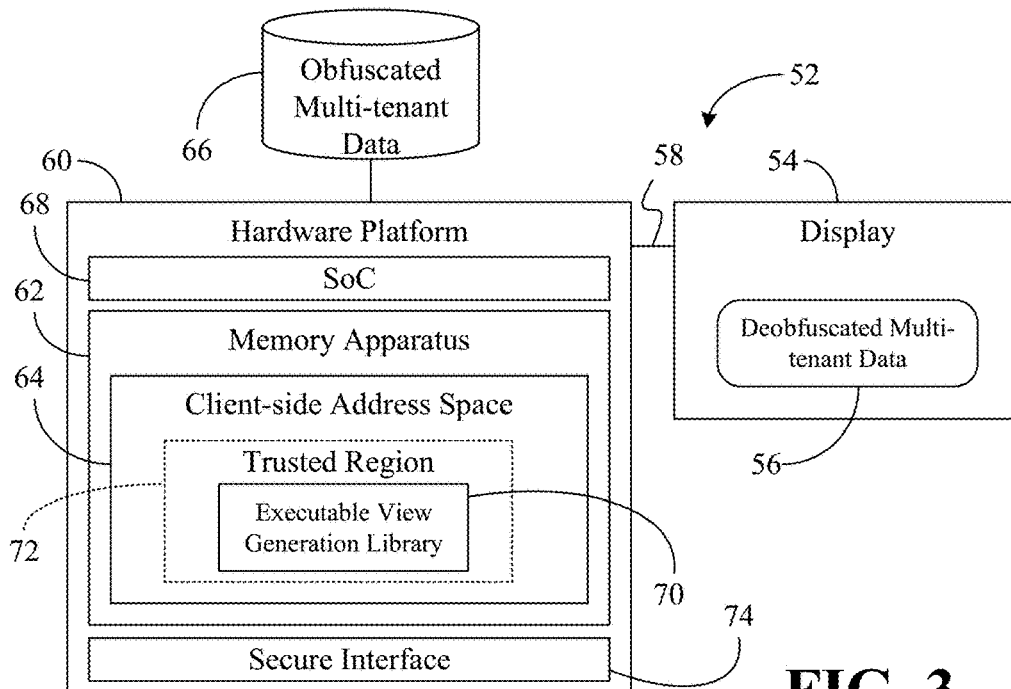 Obfuscated
Multi-tenant
Data
52
66
60
58
54
68
Hardware Platform
Display
SoC
62
Memory Apparatus
Deobfuscated Multi-
tenant Data
64
Client-side Address Space
Trusted Region
56
Executable View
Generation Library
72
70
74
Secure Interface
FIG. 3